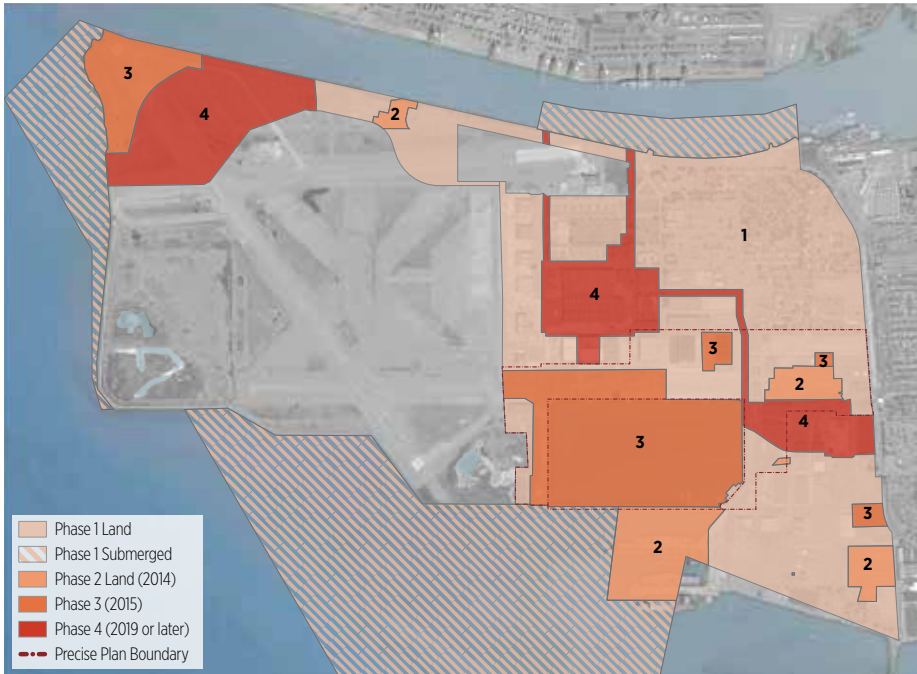 3
4
2
1
4
3
3
2
4
3
3
2
2
Phase 1 Land
Phase 1 Submerged
Phase 2 Land (2014)
Phase 3 (2015)
Phase 4 (2019 or later)
Precise Plan Boundary